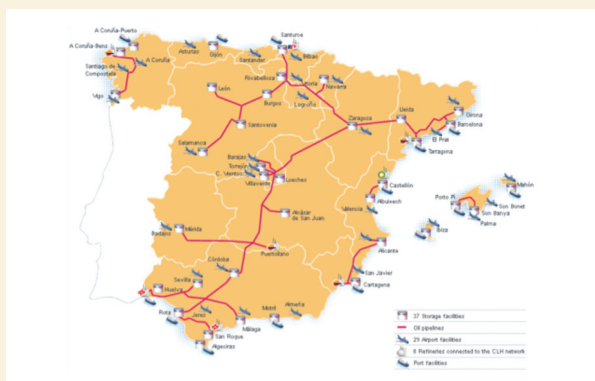 A Coruña-Puerto
A Coruña-Bens
Asturias
Gijón
Santurce
Santander
Bilbao
Santiago de
Compostela
A Coruña
Vigo
León
Rivabellosa
Vitoria
Navarra
Burgos
Logroño
Santovenia
Salamanca
Zaragoza
Lleida
Girona
Barcelona
El Prat
Tarragona
Barajas
Torrejón
C. Vientos
Villaverde
Loeches
Castellón
Albuixech
Valencia
Alcázar
de San Juan
Mahón
Porto Pi
Son Bonet
Son Banya
Palma
Ibiza
Mérida
Badajoz
Puertollano
Alicante
San Javier
Cartagena
Córdoba
Sevilla
Huelva
Rota
Jerez
Motril
Almería
Málaga
San Roque
Algeciras
37 Storage facilities
Oil pipelines
29 Airport facilities
8 Refineries connected to the CLH network
Port facilities